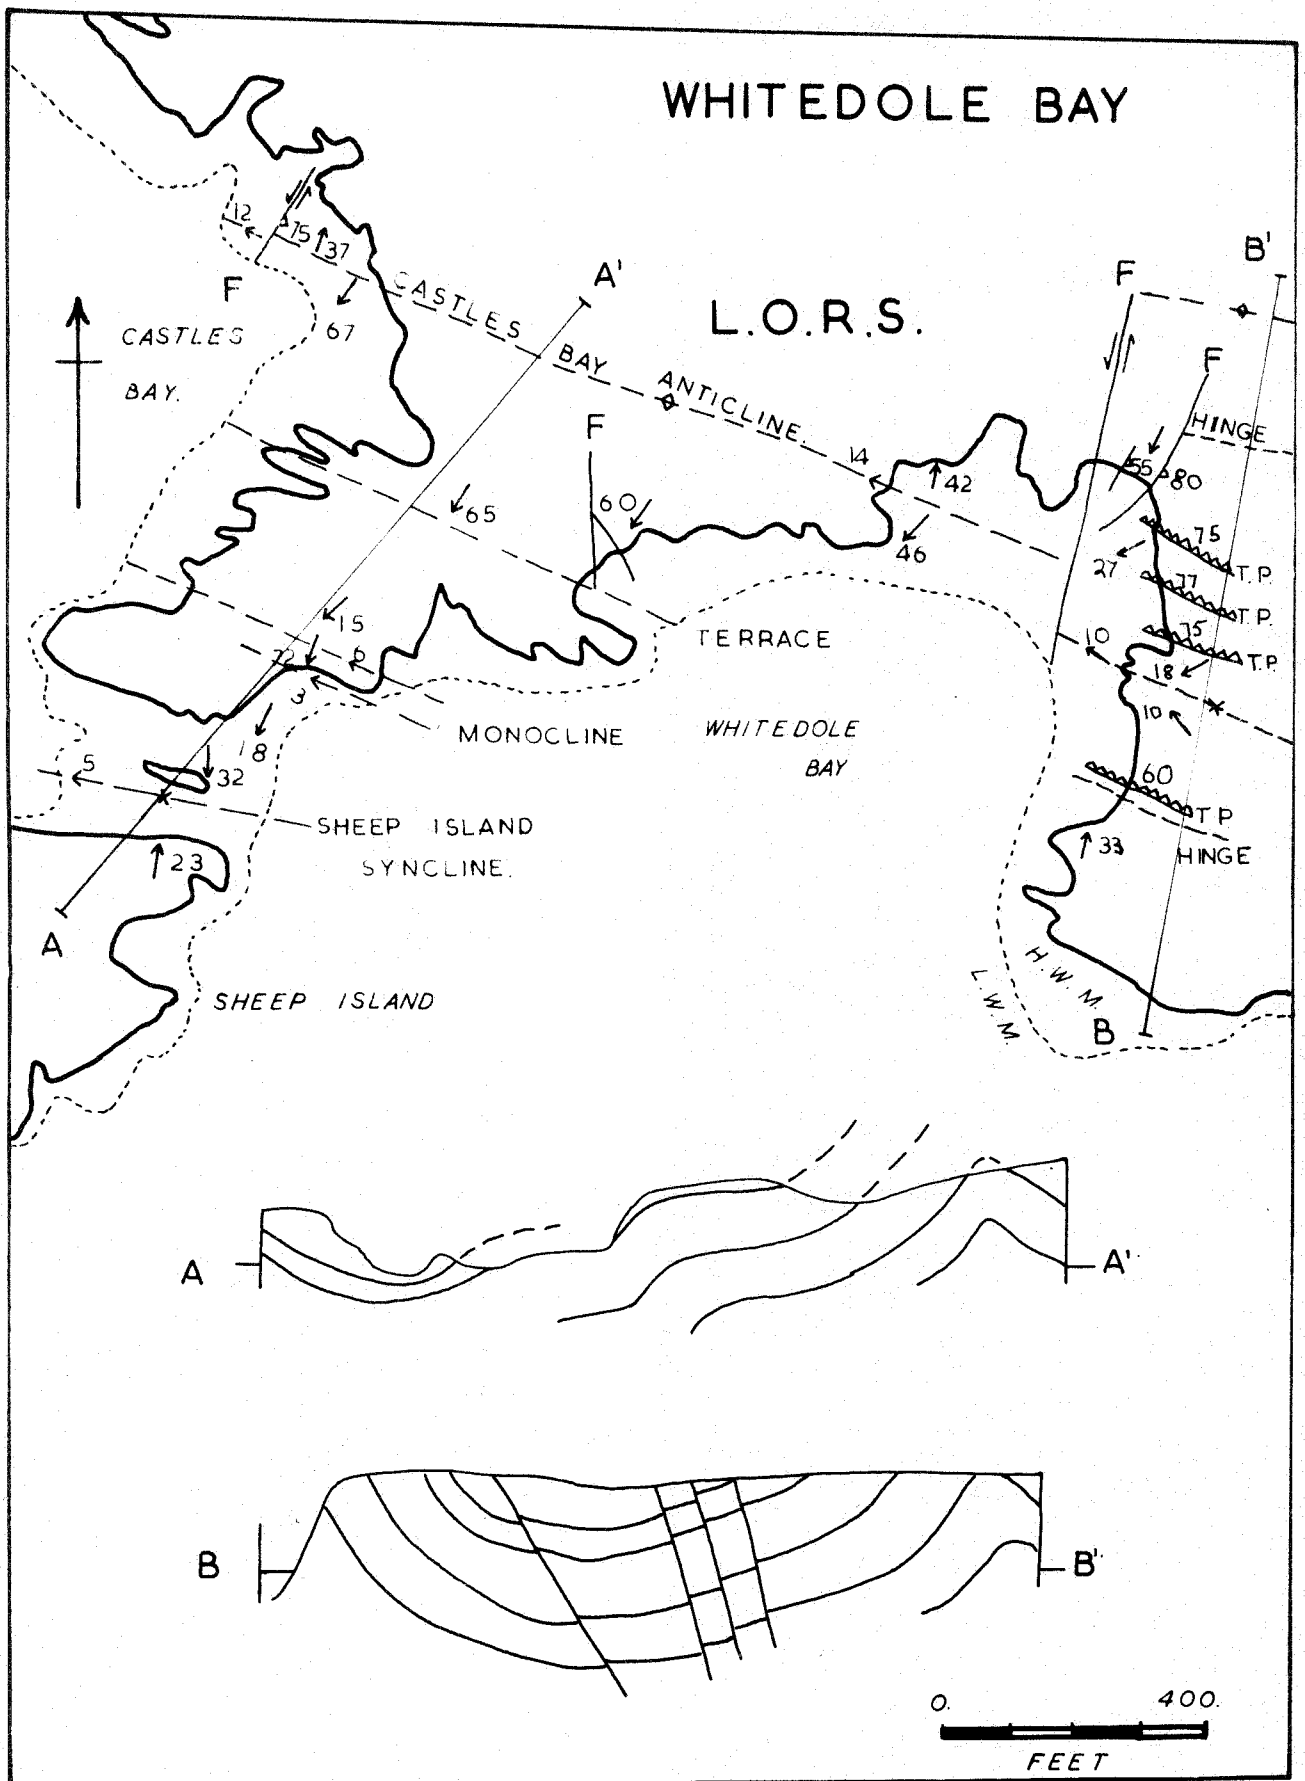 WHITEDOLE BAY
B'
A'
F
12
75
37
CASTLES BAY ANTICLINE.
L.O.R.S.
F
F
CASTLES
BAY.
67
HINGE
F
14
42
55
80
65
60
46
75
27
T.P.
77
T.P.
15
TERRACE
10
75
T.P.
72
6
18
3
MONOCLINE
WHITEDOLE
BAY
10
18
5
32
60
T P
SHEEP ISLAND
SYNCLINE.
23
33
HINGE
A
SHEEP ISLAND
H.W.M.
L.W.M.
B
A
A'
B
B'
0.
400.
FEET